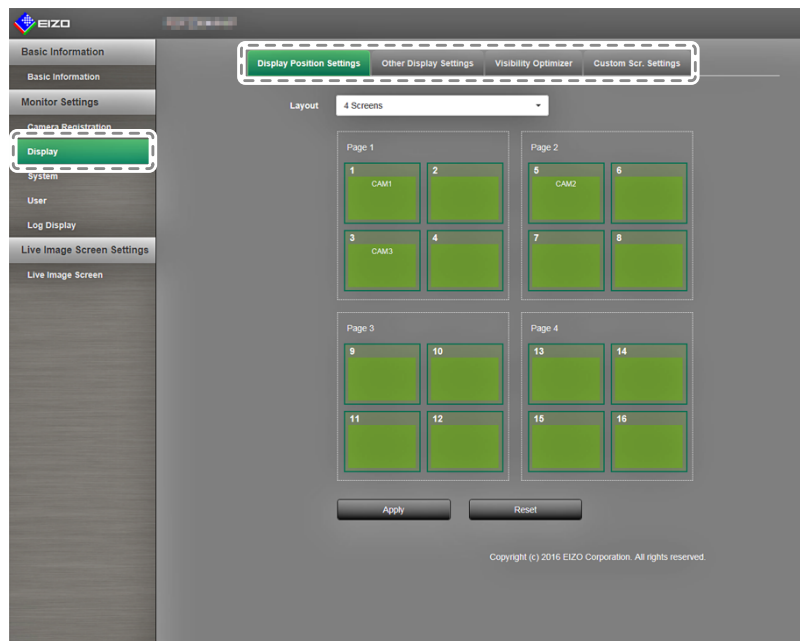 EIZO
Basic Information
Basic Information
Monitor Settings
Camera Registration
Display
System
User
Log Display
Live Image Screen Settings
Live Image Screen
Display Position Settings
Other Display Settings
Visibility Optimizer
Custom Scr. Settings
Layout
4 Screens
Page 1
1
CAM1
2
3
CAM3
4
Page 2
5
CAM2
6
7
8
Page 3
9
10
11
12
Page 4
13
14
15
16
Apply
Reset
Copyright (c) 2016 EIZO Corporation. All rights reserved.